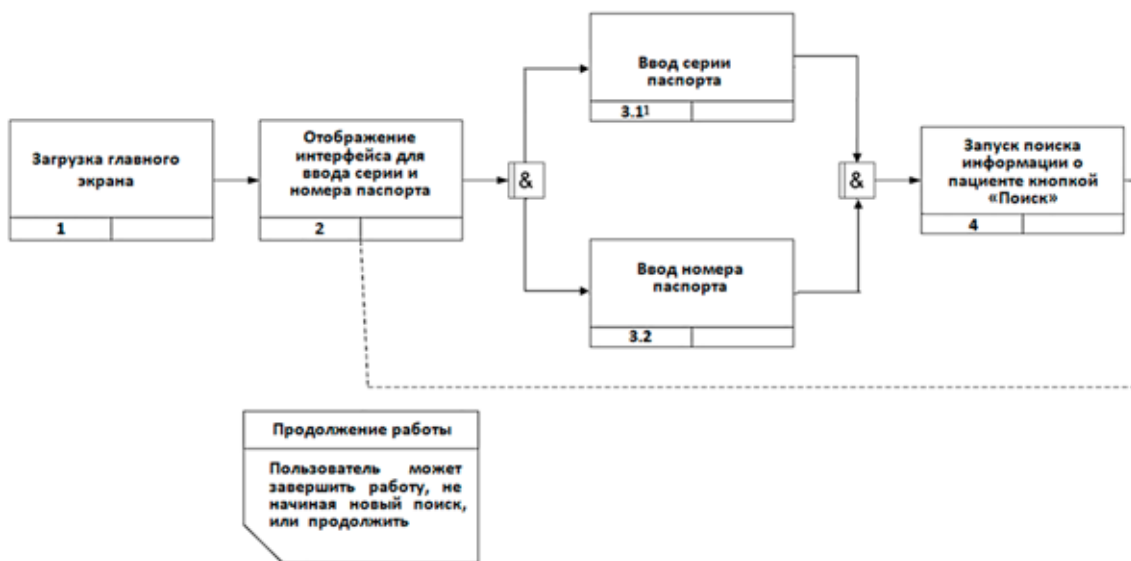 Загрузка главного
экрана
1
Отображение
интерфейса для
ввода серии и
номера паспорта
2
&
Ввод серии
паспорта
3.1¹
Ввод номера
паспорта
3.2
&
Запуск поиска
информации о
пациенте кнопкой
«Поиск»
4
Продолжение работы
Пользователь может
завершить работу, не
начиная новый поиск,
или продолжить